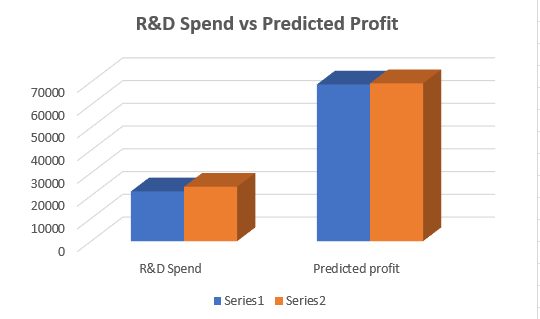 R&D Spend vs Predicted Profit
70000
60000
50000
40000
30000
20000
10000
0
R&D Spend Predicted profit
Series1 Series2